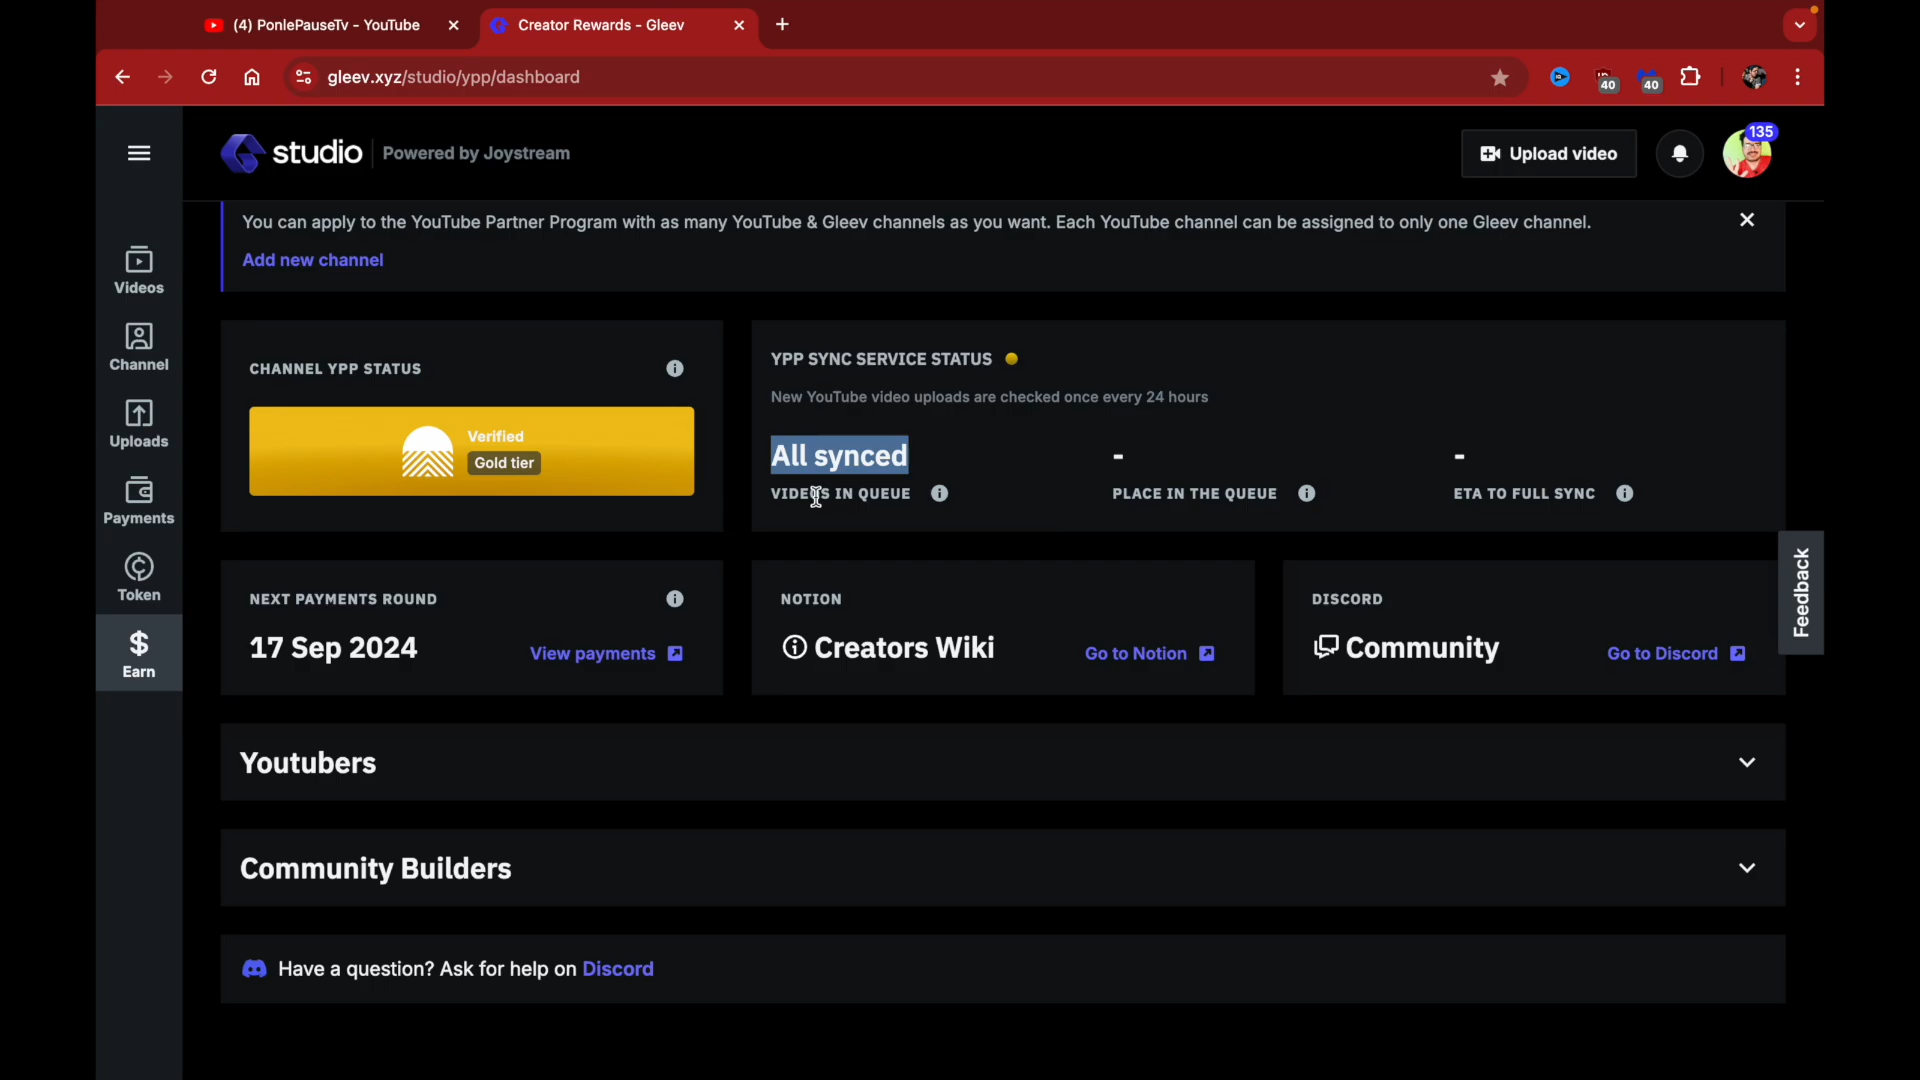 (4) PonlePauseTv - YouTube
Creator Rewards - Gleev
gleev.xyz/studio/ypp/dashboard
40
40
studio
Powered by Joystream
Upload video
135
You can apply to the YouTube Partner Program with as many YouTube & Gleev channels as you want. Each YouTube channel can be assigned to only one Gleev channel.
Add new channel
Videos
Channel
Uploads
Payments
Token
Earn
CHANNEL YPP STATUS
Verified
Gold tier
YPP SYNC SERVICE STATUS
New YouTube video uploads are checked once every 24 hours
All synced
VIDEOS IN QUEUE
-
PLACE IN THE QUEUE
-
ETA TO FULL SYNC
NEXT PAYMENTS ROUND
17 Sep 2024
View payments
NOTION
Creators Wiki
Go to Notion
DISCORD
Community
Go to Discord
Feedback
Youtubers
Community Builders
Have a question? Ask for help on Discord